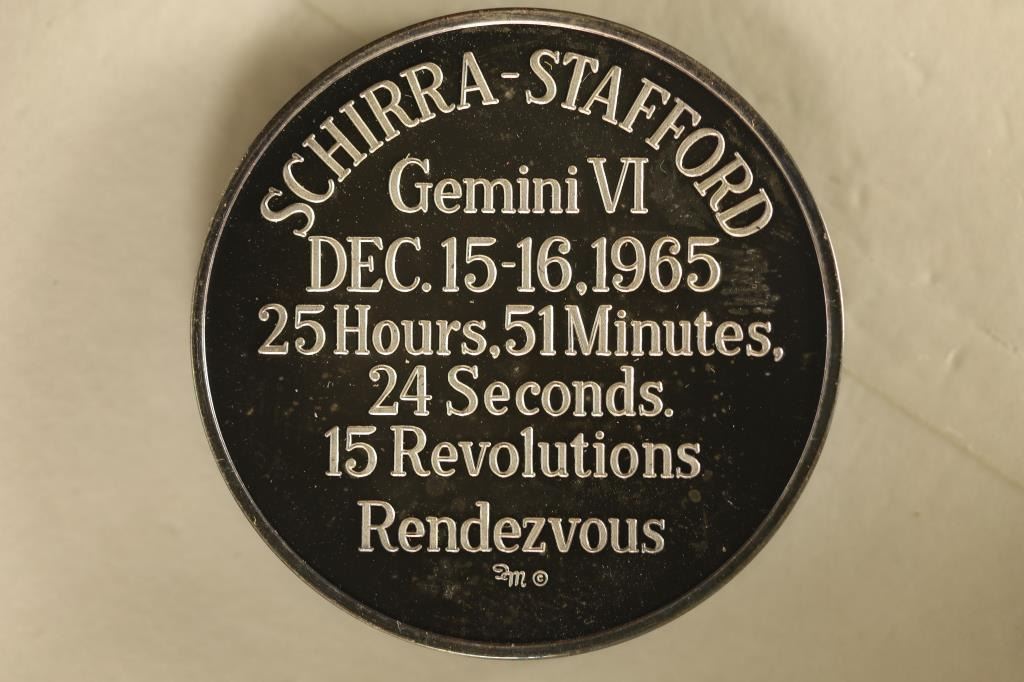 SCHIRRA-STAFFORD
Gemini VI
DEC. 15-16, 1965
25 Hours, 51 Minutes,
24 Seconds.
15 Revolutions
Rendezvous
©